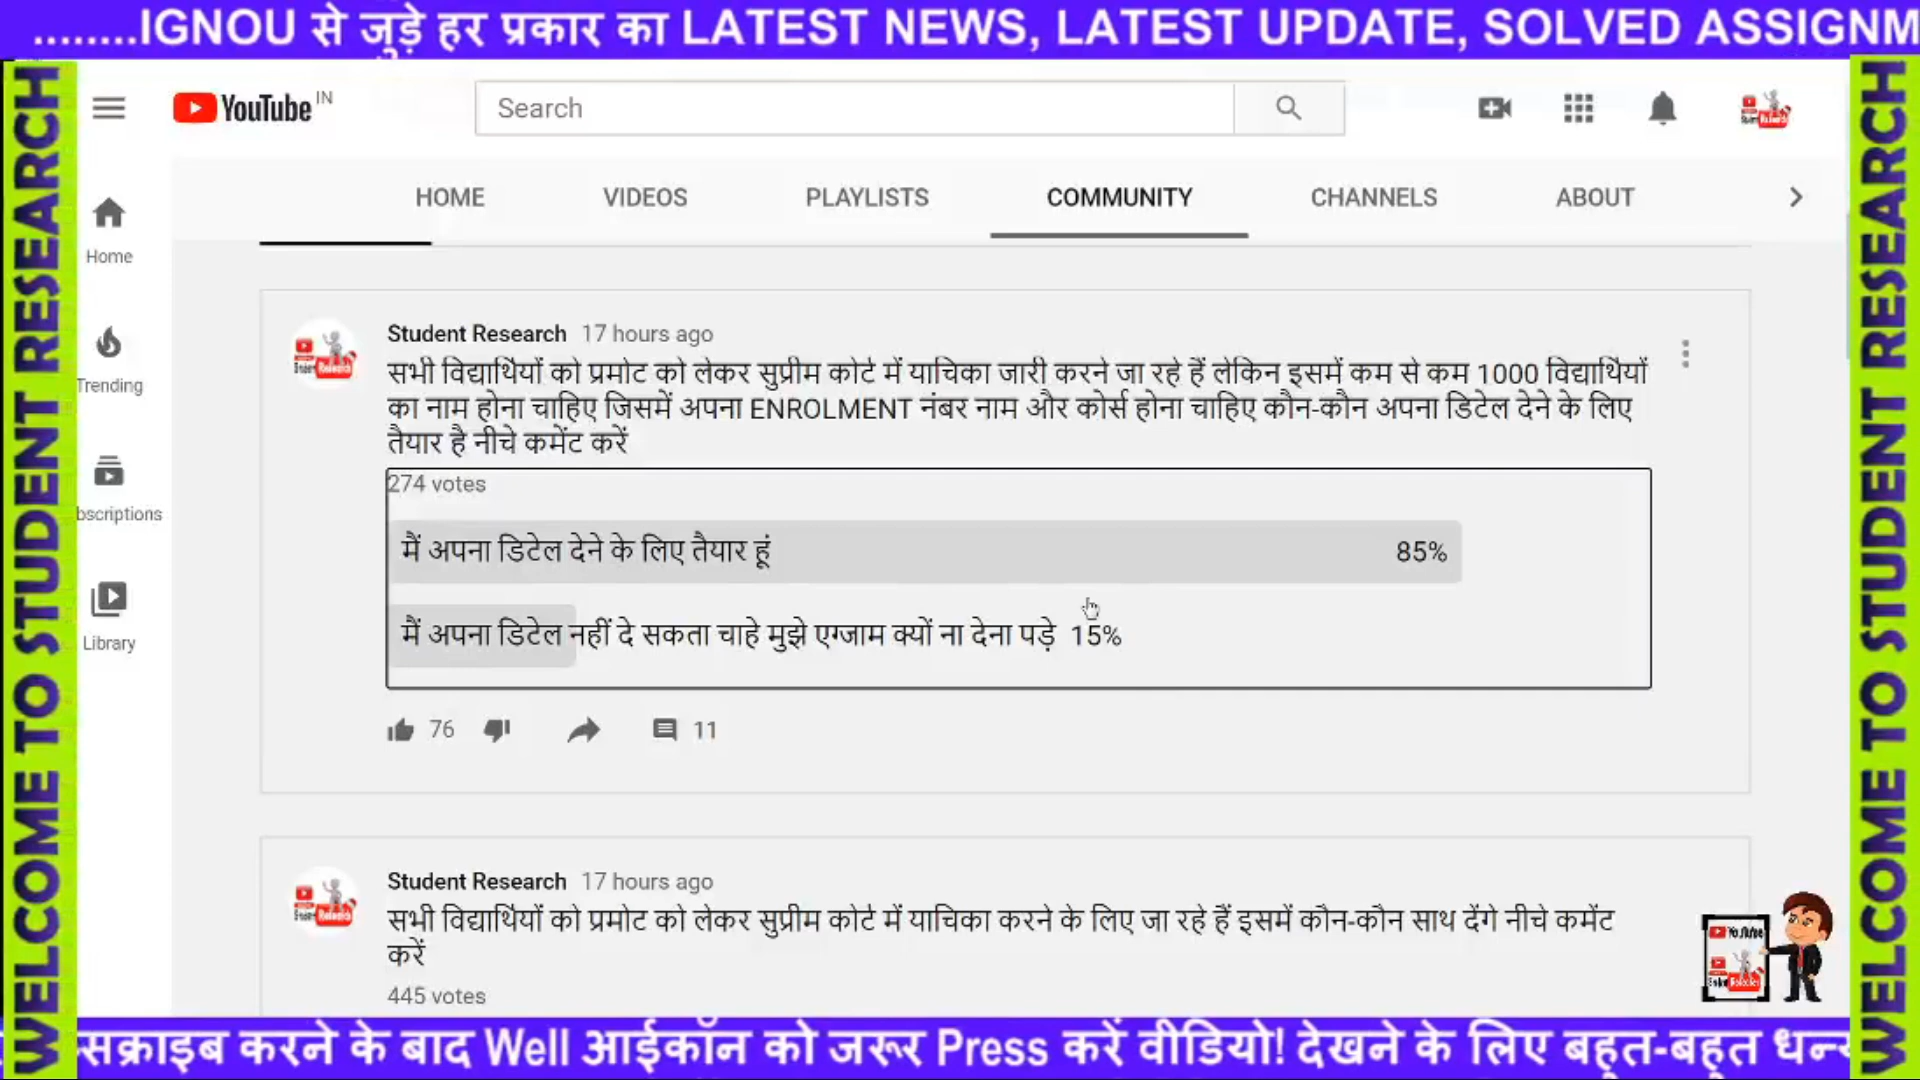 ........IGNOU से जुड़े हर प्रकार का LATEST NEWS, LATEST UPDATE, SOLVED ASSIGNM
WELCOME TO STUDENT RESEARCH
YouTube IN
Search
HOME VIDEOS PLAYLISTS COMMUNITY CHANNELS ABOUT
Home
Trending
bscriptions
Library
Student Research 17 hours ago
सभी विद्यार्थियों को प्रमोट को लेकर सुप्रीम कोर्ट में याचिका जारी करने जा रहे हैं लेकिन इसमें कम से कम 1000 विद्यार्थियों
का नाम होना चाहिए जिसमें अपना ENROLMENT नंबर नाम और कोर्स होना चाहिए कौन-कौन अपना डिटेल देने के लिए
तैयार है नीचे कमेंट करें
274 votes
मैं अपना डिटेल देने के लिए तैयार हूं 85%
मैं अपना डिटेल नहीं दे सकता चाहे मुझे एग्जाम क्यों ना देना पड़े 15%
76 11
Student Research 17 hours ago
सभी विद्यार्थियों को प्रमोट को लेकर सुप्रीम कोर्ट में याचिका करने के लिए जा रहे हैं इसमें कौन-कौन साथ देंगे नीचे कमेंट
करें
445 votes
YouTube
WELCOME TO STUDENT RESEARCH
सक्राइब करने के बाद Well आईकॉन को जरूर Press करें वीडियो! देखने के लिए बहुत-बहुत